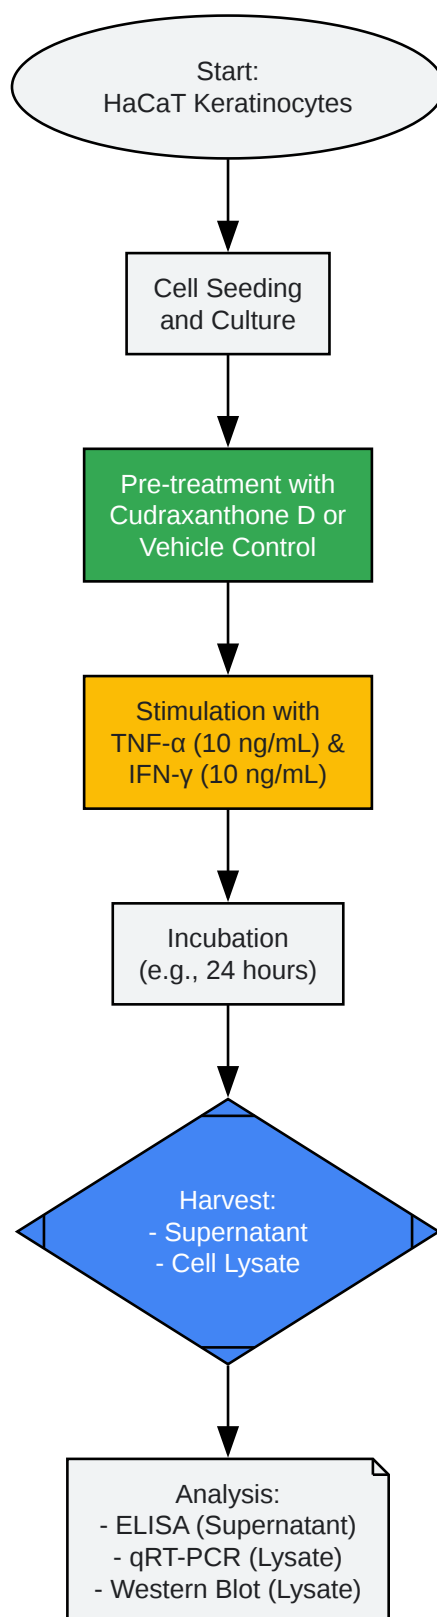 Start:
HaCaT Keratinocytes
Cell Seeding
and Culture
Pre-treatment with
Cudraxanthone D or
Vehicle Control
Stimulation with
TNF-α (10 ng/mL) &
IFN-γ (10 ng/mL)
Incubation
(e.g., 24 hours)
Harvest:
- Supernatant
- Cell Lysate
Analysis:
- ELISA (Supernatant)
- qRT-PCR (Lysate)
- Western Blot (Lysate)